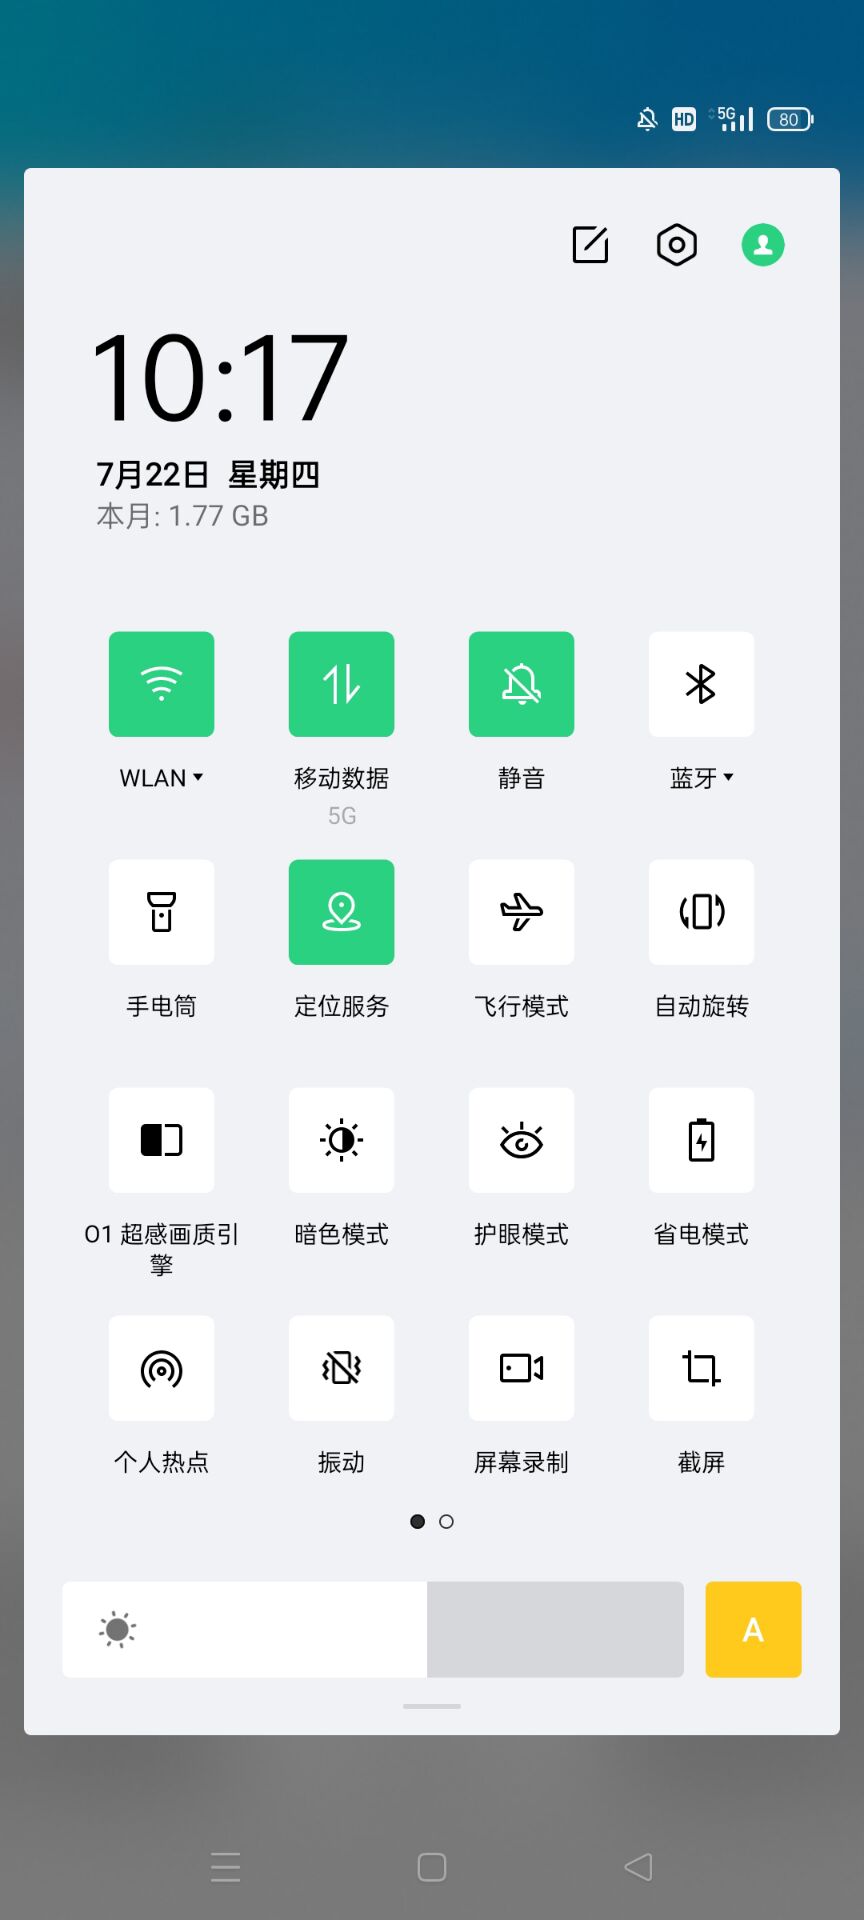 HD 5G 80
10:17
7月22日 星期四
本月: 1.77 GB
WLAN 移动数据 静音 蓝牙
5G
手电筒 定位服务 飞行模式 自动旋转
O1 超感画质引 暗色模式 护眼模式 省电模式
擎
个人热点 振动 屏幕录制 截屏
A